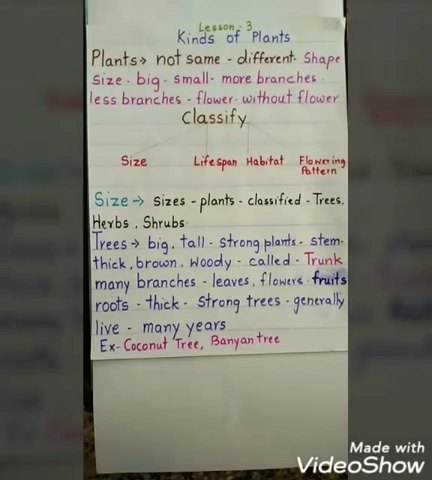 Lesson - 3
Kinds of Plants
Plants → not same - different - Shape
Size - big - small - more branches -
less branches - flower - without flower
Classify
Size Lifespan Habitat Flowering Pattern
Size → Sizes - plants - classified - Trees,
Herbs, Shrubs.
Trees → big, tall - strong plants - stem -
thick, brown, woody - called - Trunk
many branches - leaves, flowers fruits
roots - thick - strong trees - generally
live - many years
Ex- Coconut Tree, Banyan tree
Made with
VideoShow